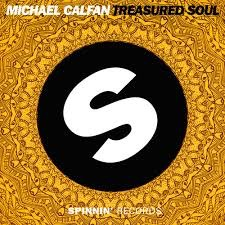 MICHAEL CALFAN TREASURED SOUL
S
SPINNIN' RECORDS